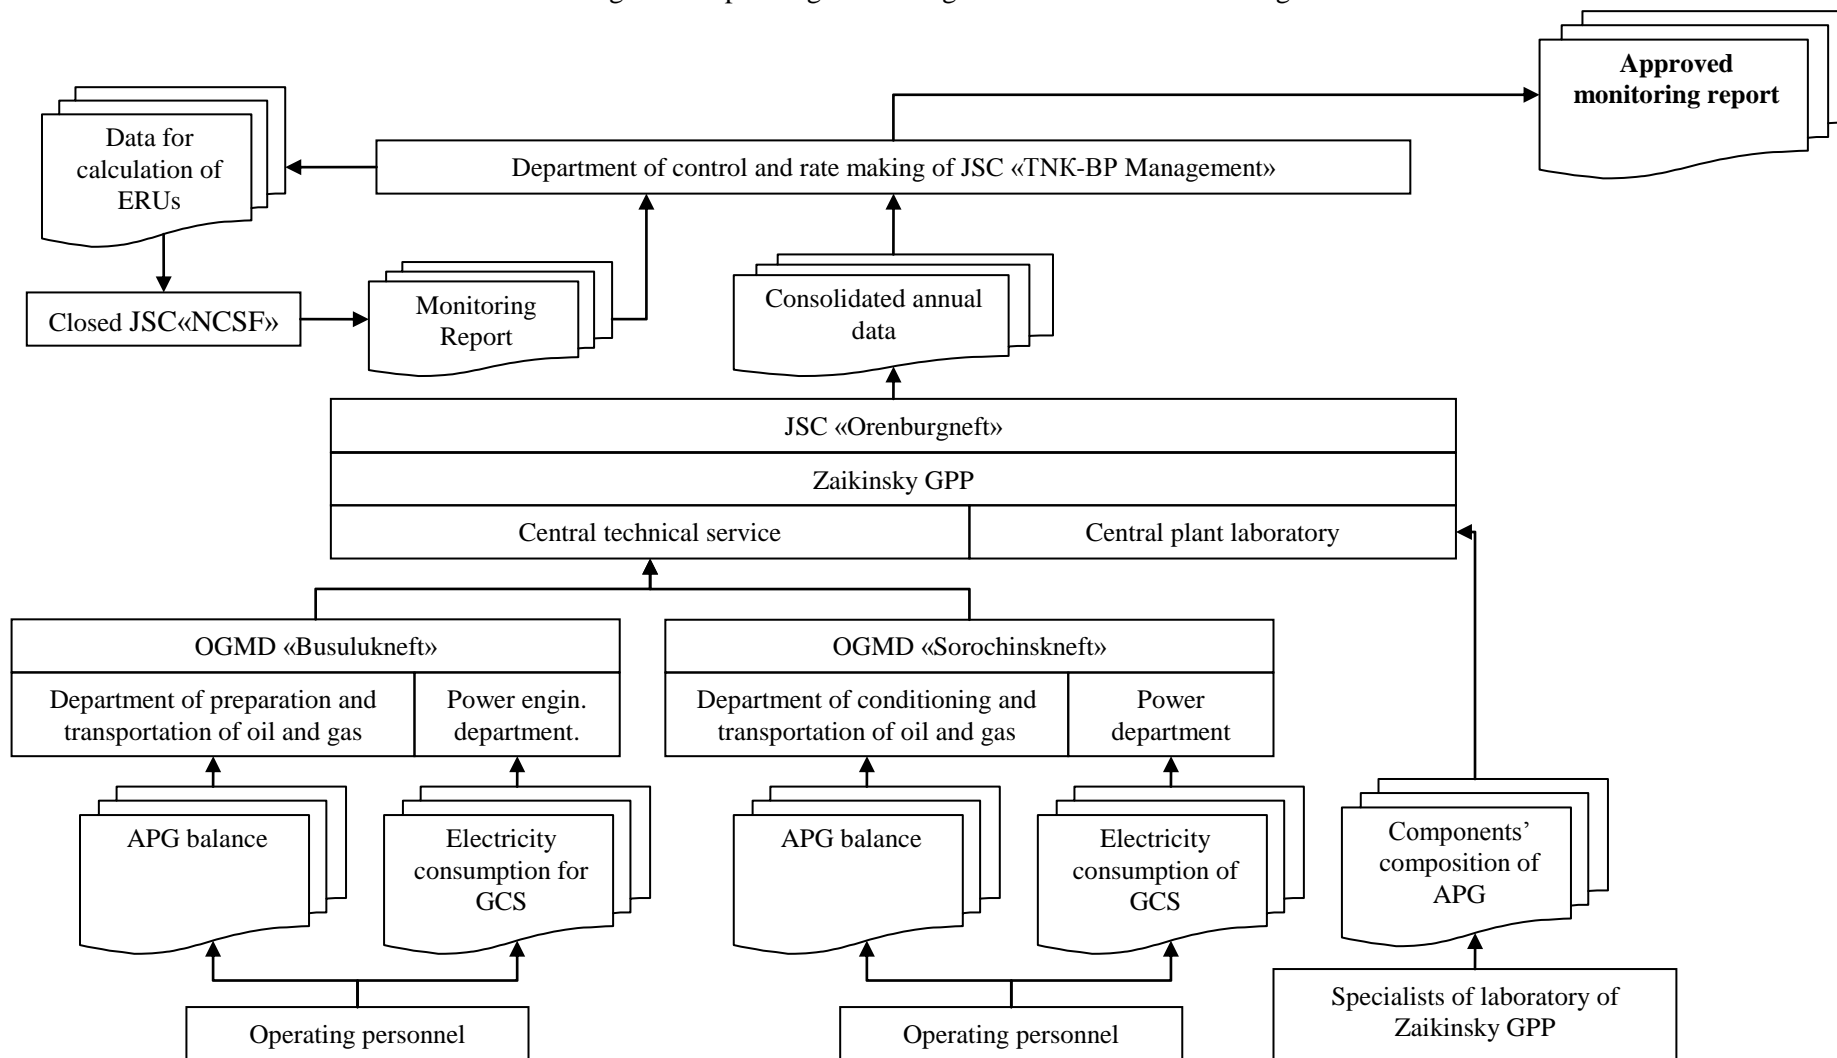 Approved
monitoring report
Data for
calculation of
ERUs
Department of control and rate making of JSC «TNK-BP Management»
Closed JSC«NCSF»
Monitoring
Report
Consolidated annual
data
JSC «Orenburgneft»
Zaikinsky GPP
Central technical service
Central plant laboratory
OGMD «Busulukneft»
OGMD «Sorochinskneft»
Department of preparation and
transportation of oil and gas
Power engin.
department.
Department of conditioning and
transportation of oil and gas
Power
department
APG balance
Electricity
consumption for
GCS
APG balance
Electricity
consumption of
GCS
Components’
composition of
APG
Operating personnel
Operating personnel
Specialists of laboratory of
Zaikinsky GPP